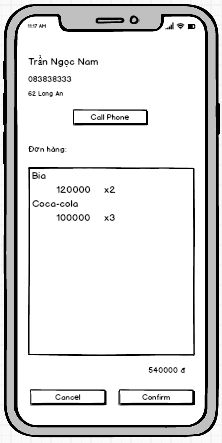 11:17 AM
Trần Ngọc Nam
083838333
62 Long An
Call Phone
Đơn hàng:
Bia
120000 x2
Coca-cola
100000 x3
540000 đ
Cancel Confirm